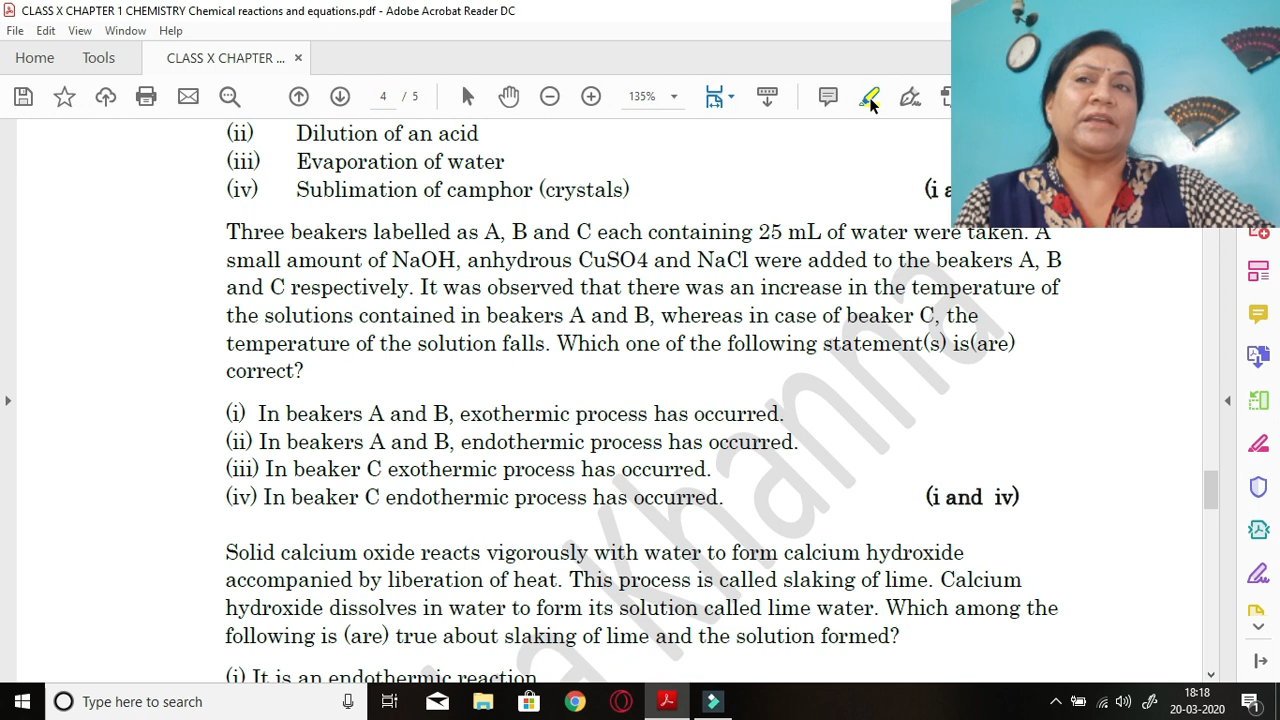 CLASS X CHAPTER 1 CHEMISTRY Chemical reactions and equations.pdf - Adobe Acrobat Reader DC
File Edit View Window Help
Home Tools CLASS X CHAPTER ... ×
4 / 5 135%
(ii) Dilution of an acid
(iii) Evaporation of water
(iv) Sublimation of camphor (crystals) (i a
Three beakers labelled as A, B and C each containing 25 mL of water were taken. A
small amount of NaOH, anhydrous CuSO4 and NaCl were added to the beakers A, B
and C respectively. It was observed that there was an increase in the temperature of
the solutions contained in beakers A and B, whereas in case of beaker C, the
temperature of the solution falls. Which one of the following statement(s) is(are)
correct?
(i) In beakers A and B, exothermic process has occurred.
(ii) In beakers A and B, endothermic process has occurred.
(iii) In beaker C exothermic process has occurred.
(iv) In beaker C endothermic process has occurred. (i and iv)
Solid calcium oxide reacts vigorously with water to form calcium hydroxide
accompanied by liberation of heat. This process is called slaking of lime. Calcium
hydroxide dissolves in water to form its solution called lime water. Which among the
following is (are) true about slaking of lime and the solution formed?
(i) It is an endothermic reaction
Khanna
Type here to search
18:18
20-03-2020